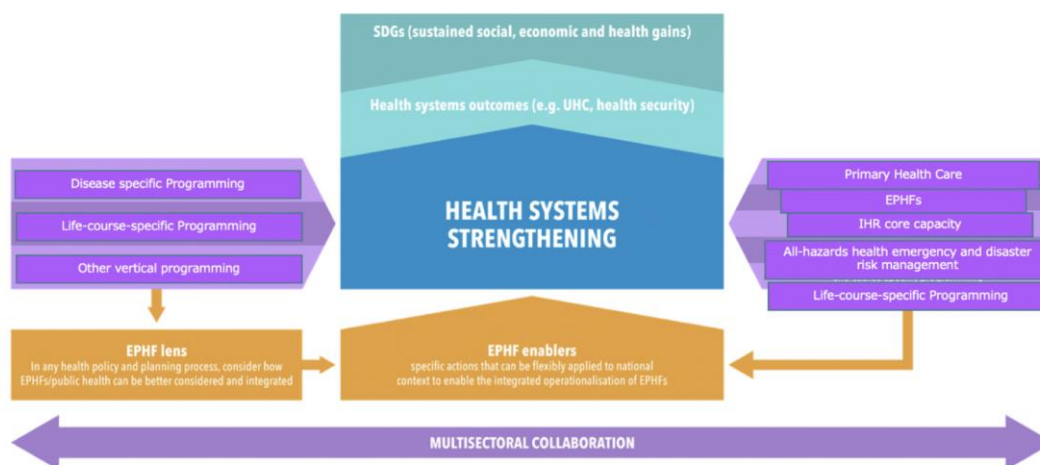 SDGs (sustained social, economic and health gains)
Health systems outcomes (e.g. UHC, health security)
HEALTH SYSTEMS
STRENGTHENING
Disease specific Programming
Life-course-specific Programming
Other vertical programming
Primary Health Care
EPHFs
IHR core capacity
All-hazards health emergency and disaster
risk management
Life-course-specific Programming
EPHF lens
In any health policy and planning process, consider how
EPHFs/public health can be better considered and integrated
EPHF enablers
specific actions that can be flexibly applied to national
context to enable the integrated operationalisation of EPHFs
MULTISECTORAL COLLABORATION